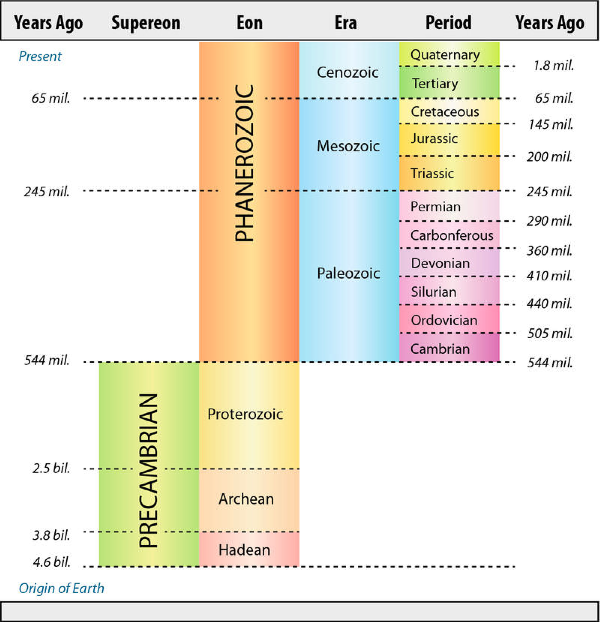 Years Ago Supereon Eon Era Period Years Ago
Present
Quaternary
1.8 mil.
Cenozoic
Tertiary
65 mil.
65 mil.
Cretaceous
145 mil.
Jurassic
Mesozoic
200 mil.
Triassic
PHANEROZOIC
245 mil.
245 mil.
Permian
290 mil.
Carbonferous
360 mil.
Devonian
Paleozoic
410 mil.
Silurian
440 mil.
Ordovician
505 mil.
Cambrian
544 mil.
544 mil.
PRECAMBRIAN
Proterozoic
2.5 bil.
Archean
3.8 bil.
Hadean
4.6 bil.
Origin of Earth